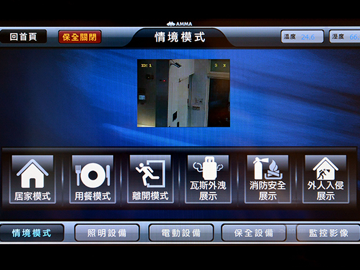 AMMA
回首頁
保全關閉
情境模式
溫度
濕度
居家模式
用餐模式
離開模式
瓦斯外洩
展示
消防安全
展示
外人入侵
展示
情境模式
照明設備
電動設備
保全設備
監控影像